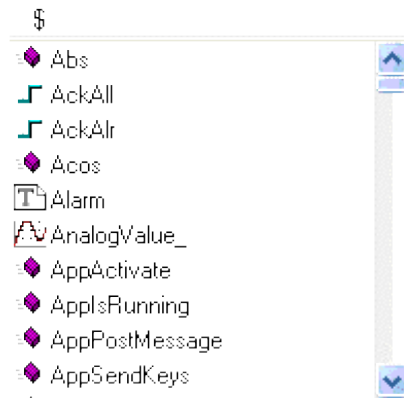 $
Abs
AckAll
AckAlr
Acos
Alarm
AnalogValue_
AppActivate
AppIsRunning
AppPostMessage
AppSendKeys